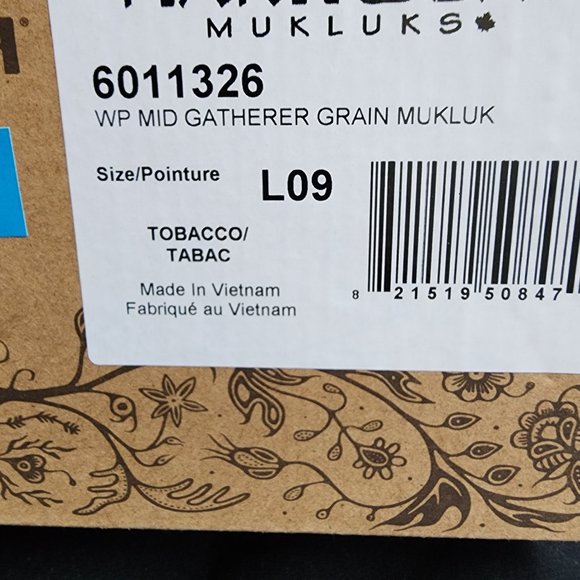 MUKLUKS
6011326
WP MID GATHERER GRAIN MUKLUK
Size/Pointure
L09
TOBACCO/
TABAC
Made In Vietnam
Fabriqué au Vietnam
8 21519 50847